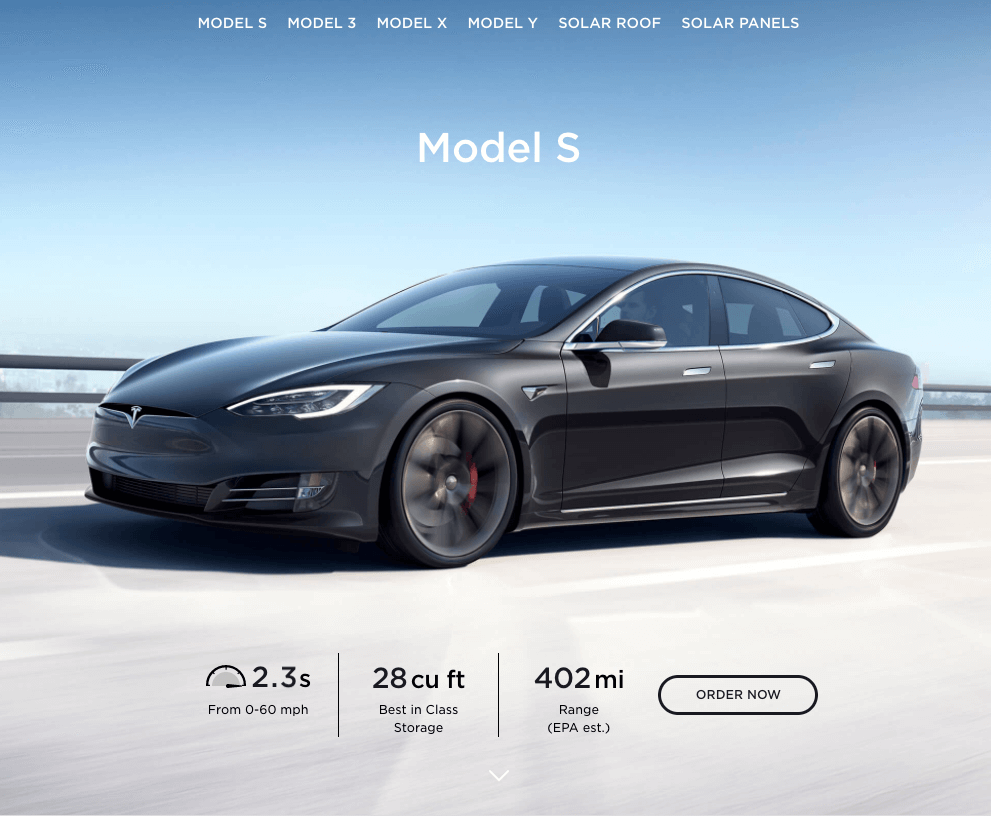 MODEL S MODEL 3 MODEL X MODEL Y SOLAR ROOF SOLAR PANELS
Model S
2.3s
From 0-60 mph
28 cu ft
Best in Class
Storage
402 mi
Range
(EPA est.)
ORDER NOW